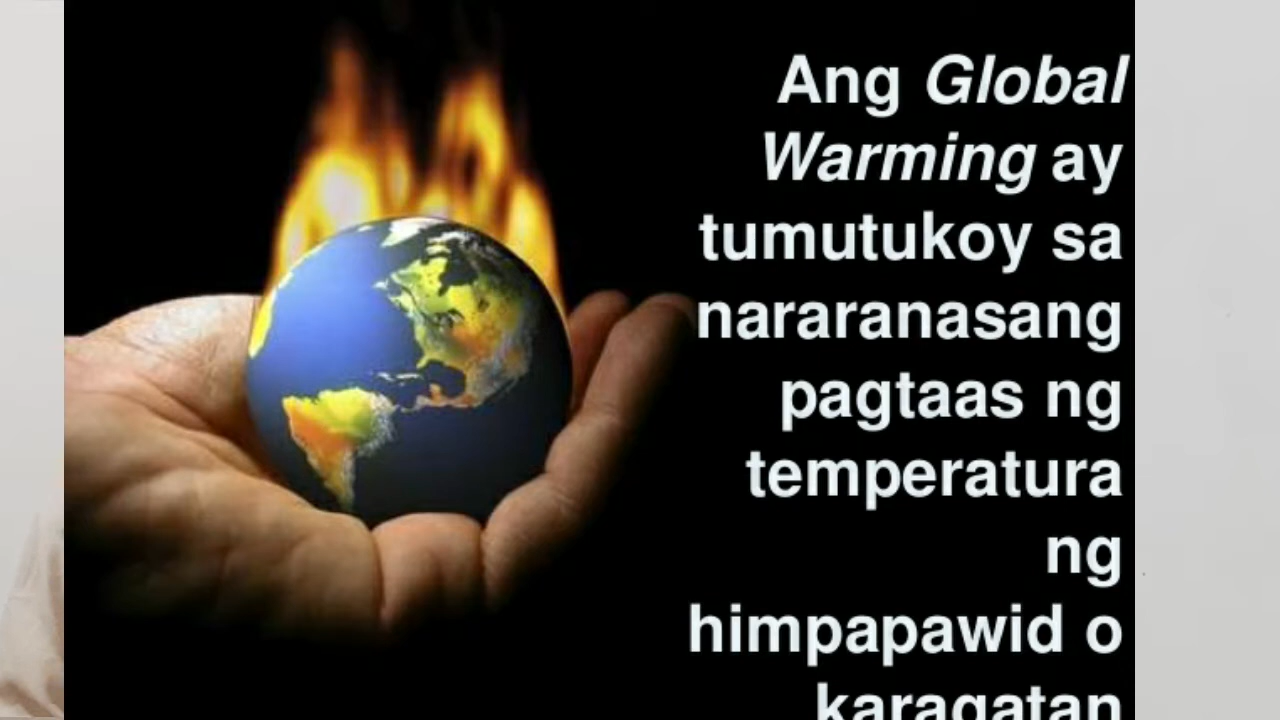 Ang Global
Warming ay
tumutukoy sa
nararanasang
pagtaas ng
temperatura
ng
himpapawid o
karagatan